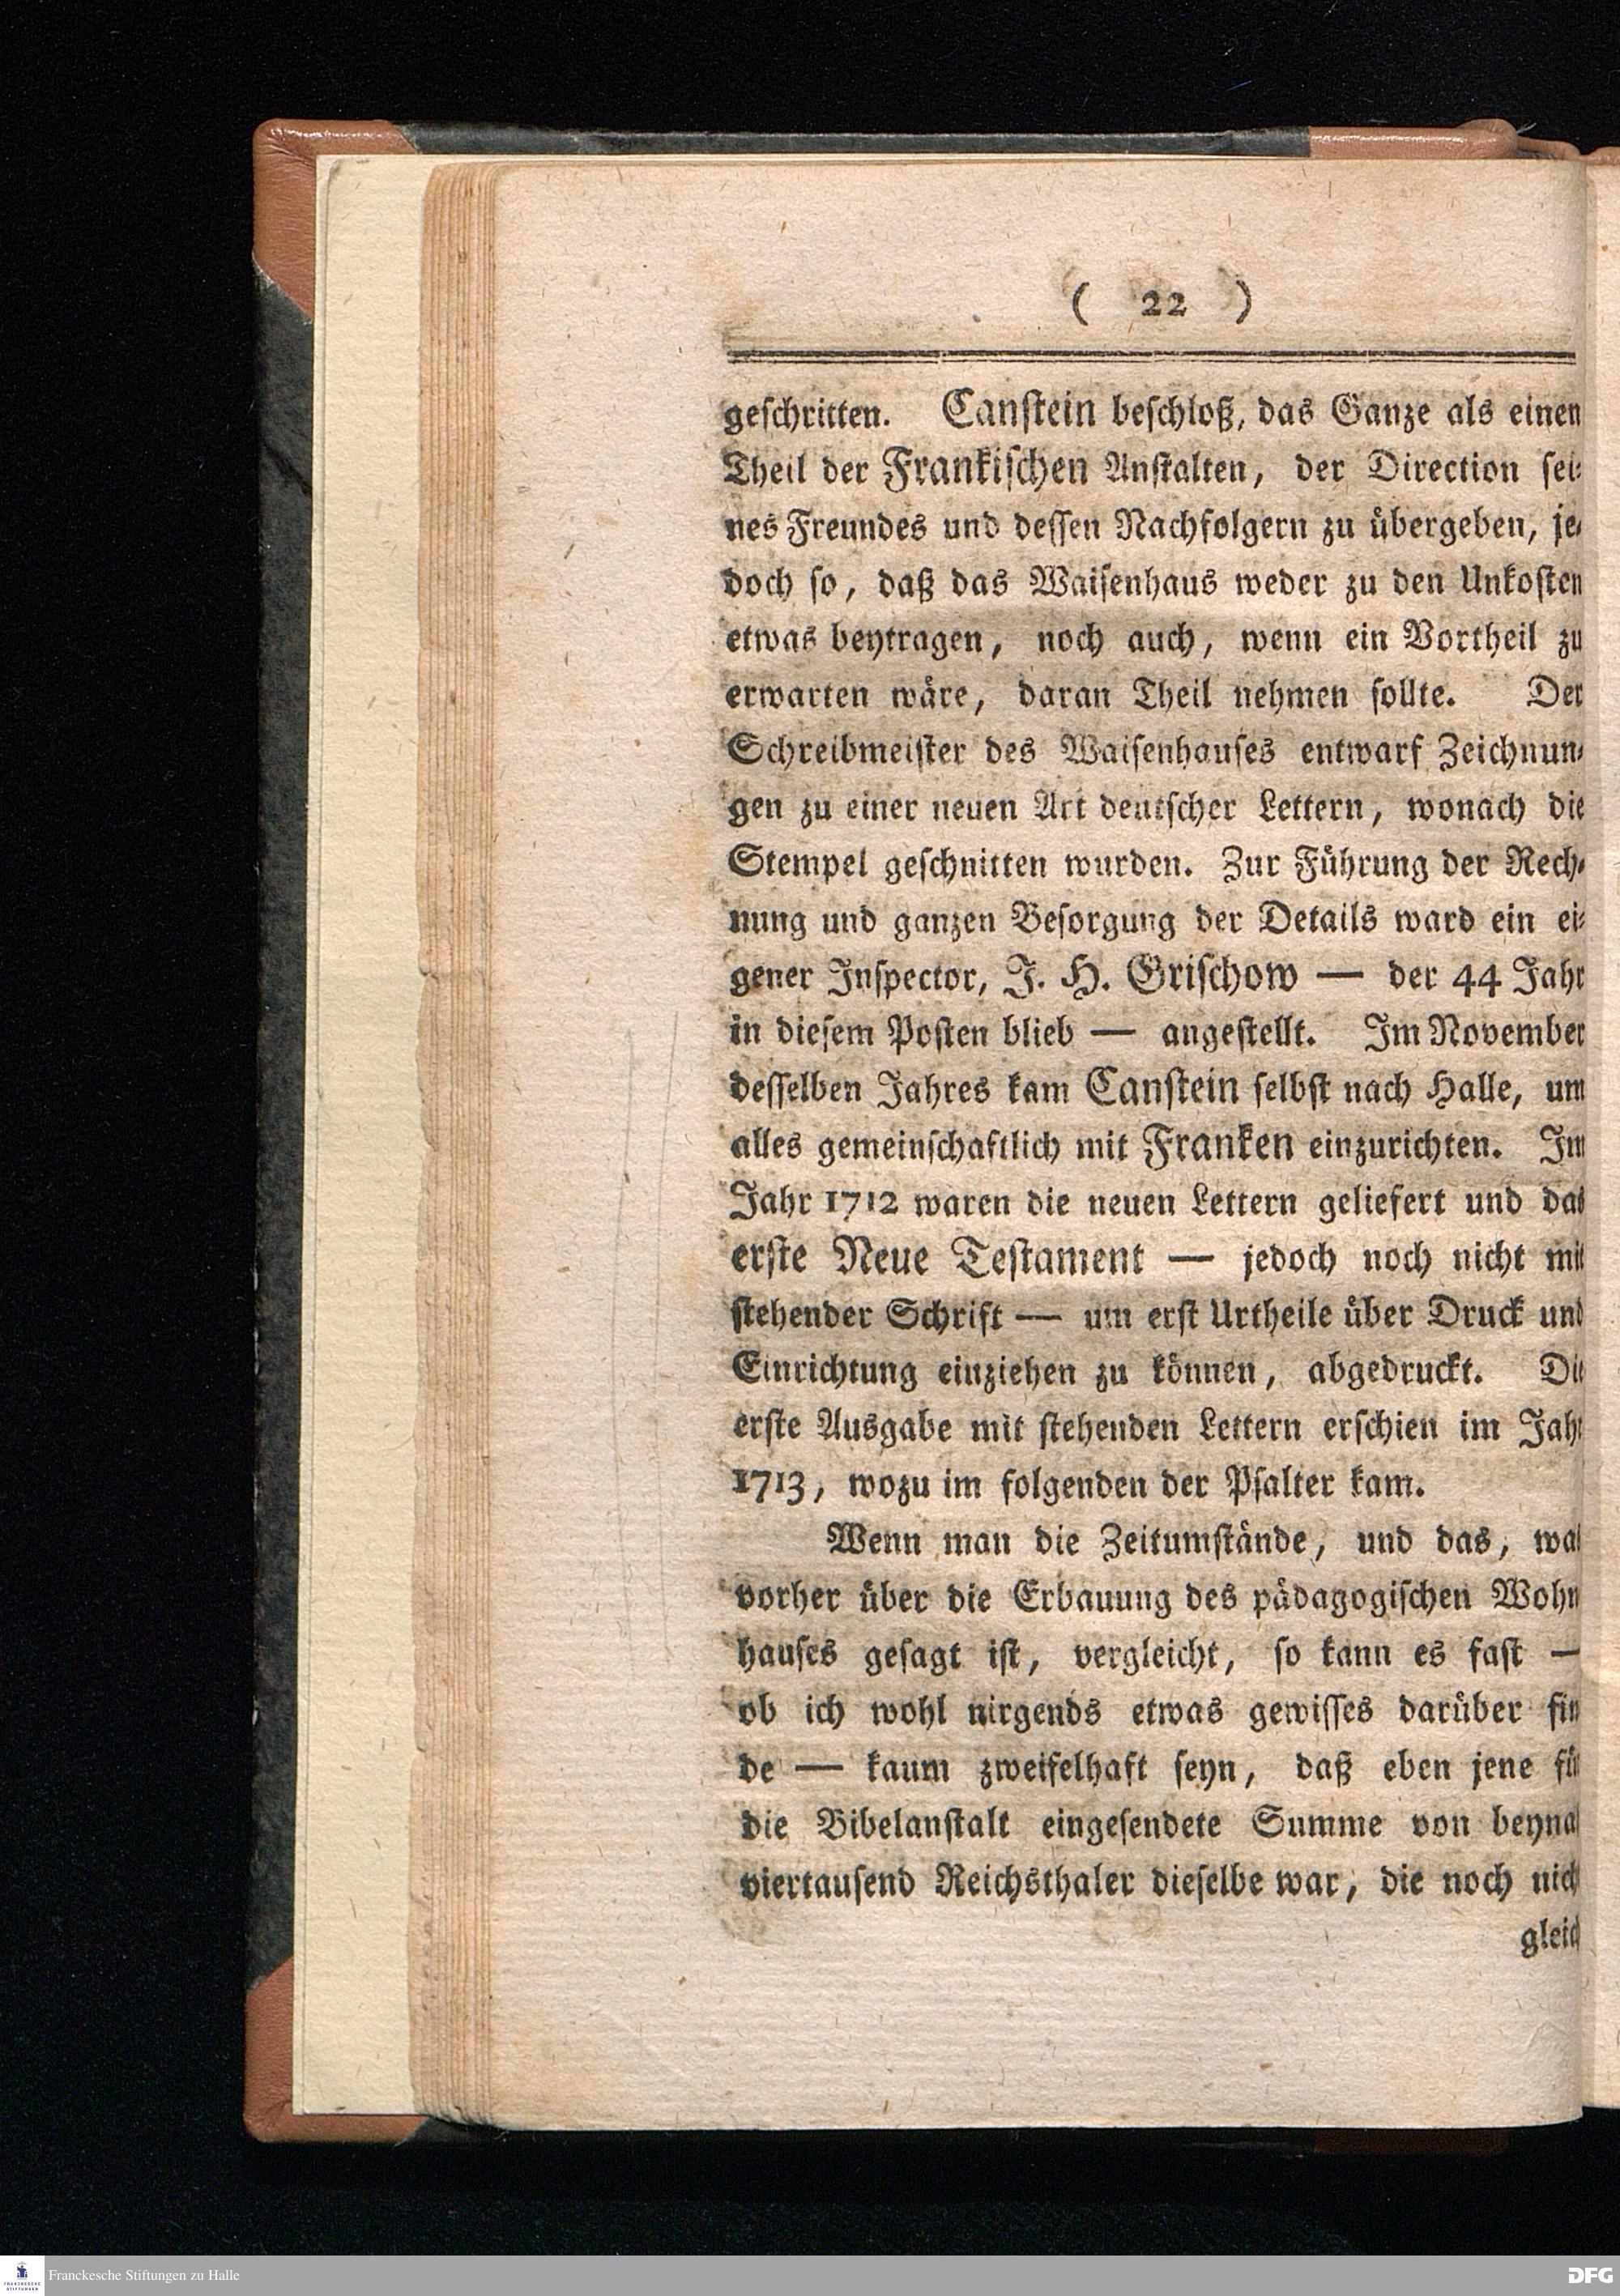 ( 22 )
geschritten. Canstein beschloß, das Ganze als einen
Theil der Frankischen Anstalten, der Direction sei-
nes Freundes und dessen Nachfolgern zu übergeben, je-
doch so, daß das Waisenhaus weder zu den Unkosten
etwas beytragen, noch auch, wenn ein Vortheil zu
erwarten wäre, daran Theil nehmen sollte. Der
Schreibmeister des Waisenhauses entwarf Zeichnun-
gen zu einer neuen Art deutscher Lettern, wonach die
Stempel geschnitten wurden. Zur Führung der Rech-
nung und ganzen Besorgung der Details ward ein ei-
gener Inspector, J. H. Grischow — der 44 Jahr
in diesem Posten blieb — angestellt. Im November
desselben Jahres kam Canstein selbst nach Halle, um
alles gemeinschaftlich mit Franken einzurichten. Im
Jahr 1712 waren die neuen Lettern geliefert und das
erste Neue Testament — jedoch noch nicht mit
stehender Schrift — um erst Urtheile über Druck und
Einrichtung einziehen zu können, abgedruckt. Die
erste Ausgabe mit stehenden Lettern erschien im Jahr
1713, wozu im folgenden der Psalter kam.
Wenn man die Zeitumstände, und das, was
vorher über die Erbauung des pädagogischen Wohn
hauses gesagt ist, vergleicht, so kann es fast —
ob ich wohl nirgends etwas gewisses darüber fin
de — kaum zweifelhaft seyn, daß eben jene für
die Bibelanstalt eingesendete Summe von beyna
viertausend Reichsthaler dieselbe war, die noch nich
gleich
FRANCKESCHE STIFTUNGEN
Franckesche Stiftungen zu Halle
DFG